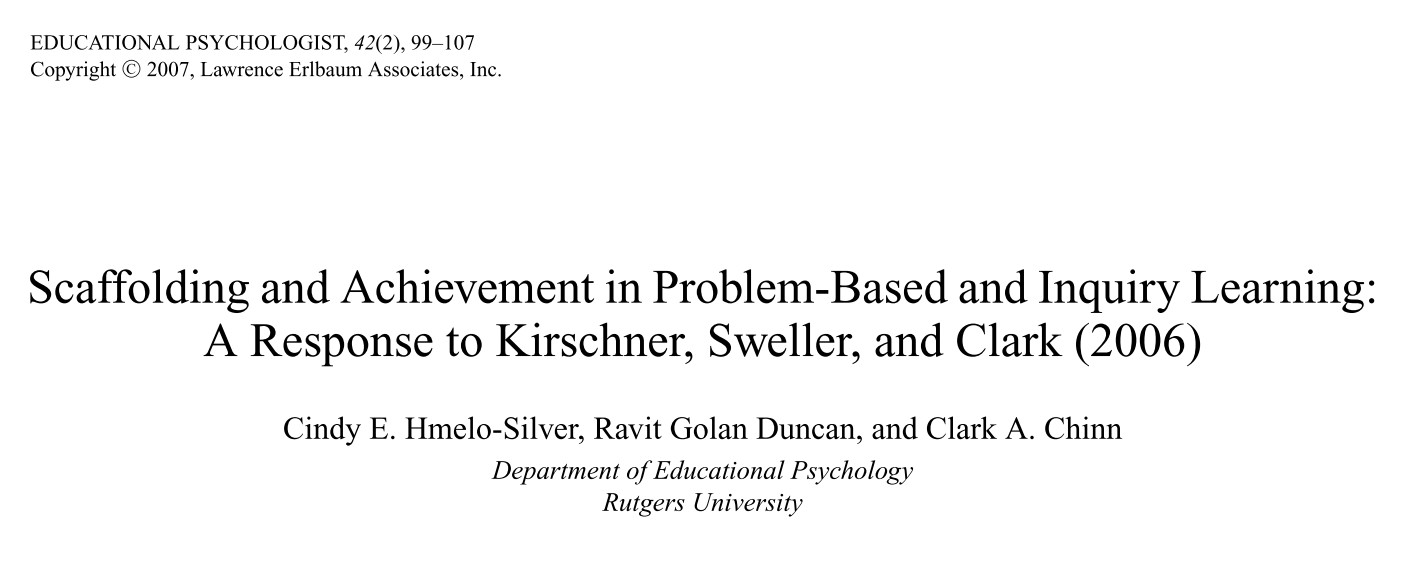 EDUCATIONAL PSYCHOLOGIST, 42(2), 99–107
Copyright © 2007, Lawrence Erlbaum Associates, Inc.
Scaffolding and Achievement in Problem-Based and Inquiry Learning:
A Response to Kirschner, Sweller, and Clark (2006)
Cindy E. Hmelo-Silver, Ravit Golan Duncan, and Clark A. Chinn
Department of Educational Psychology
Rutgers University